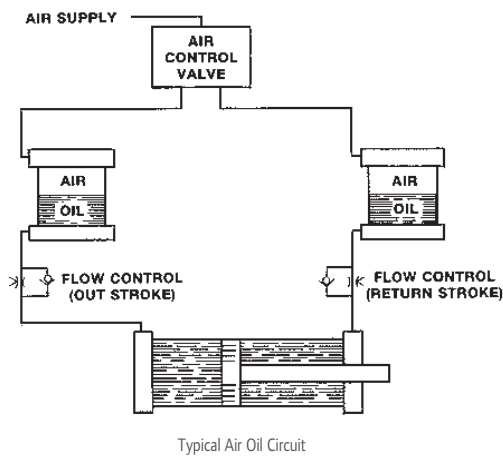 AIR SUPPLY
AIR
CONTROL
VALVE
AIR
OIL
AIR
OIL
FLOW CONTROL
(OUT STROKE)
FLOW CONTROL
(RETURN STROKE)
Typical Air Oil Circuit